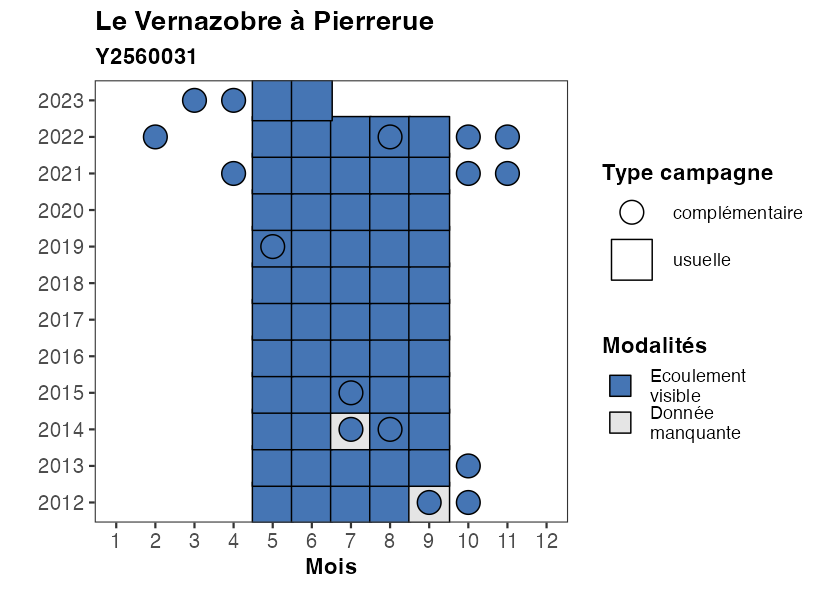 Le Vernazobre à Pierrerue
Y2560031
2023
2022
2021
2020
2019
2018
2017
2016
2015
2014
2013
2012
1 2 3 4 5 6 7 8 9 10 11 12
Mois
Type campagne
complémentaire
usuelle
Modalités
Ecoulement
visible
Donnée
manquante